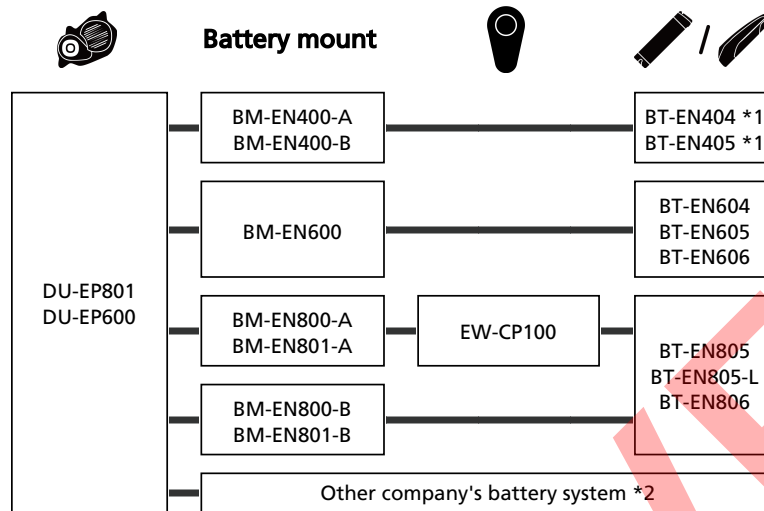 Battery mount
DU-EP801
DU-EP600
BM-EN400-A
BM-EN400-B
BT-EN404 *1
BT-EN405 *1
BM-EN600
BT-EN604
BT-EN605
BT-EN606
BM-EN800-A
BM-EN801-A
EW-CP100
BT-EN805
BT-EN805-L
BT-EN806
BM-EN800-B
BM-EN801-B
Other company's battery system *2